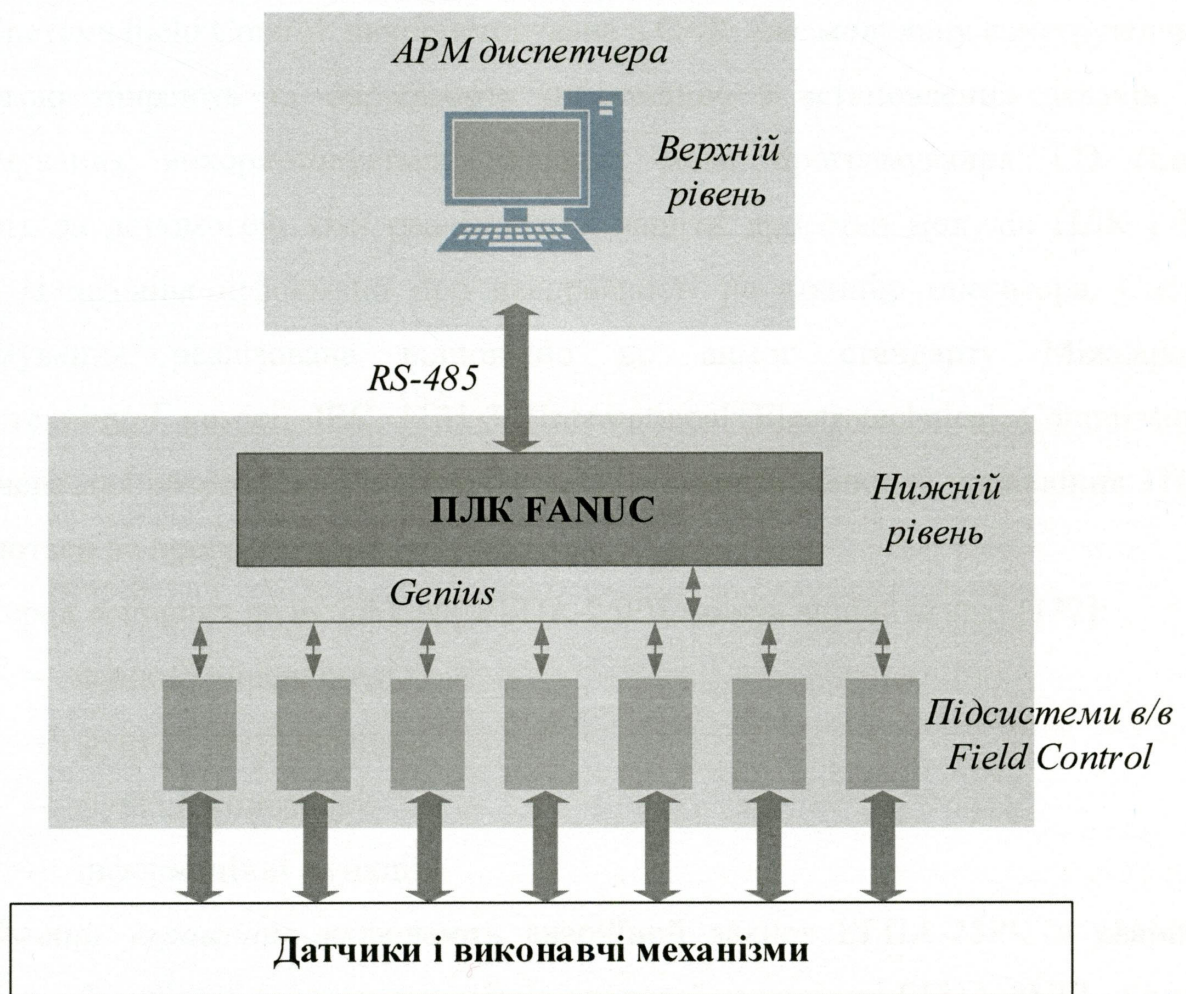 АРМ диспетчера
Верхній
рівень
RS-485
ПЛК FANUC
Нижній
рівень
Genius
Підсистеми в/в
Field Control
Датчики і виконавчі механізми